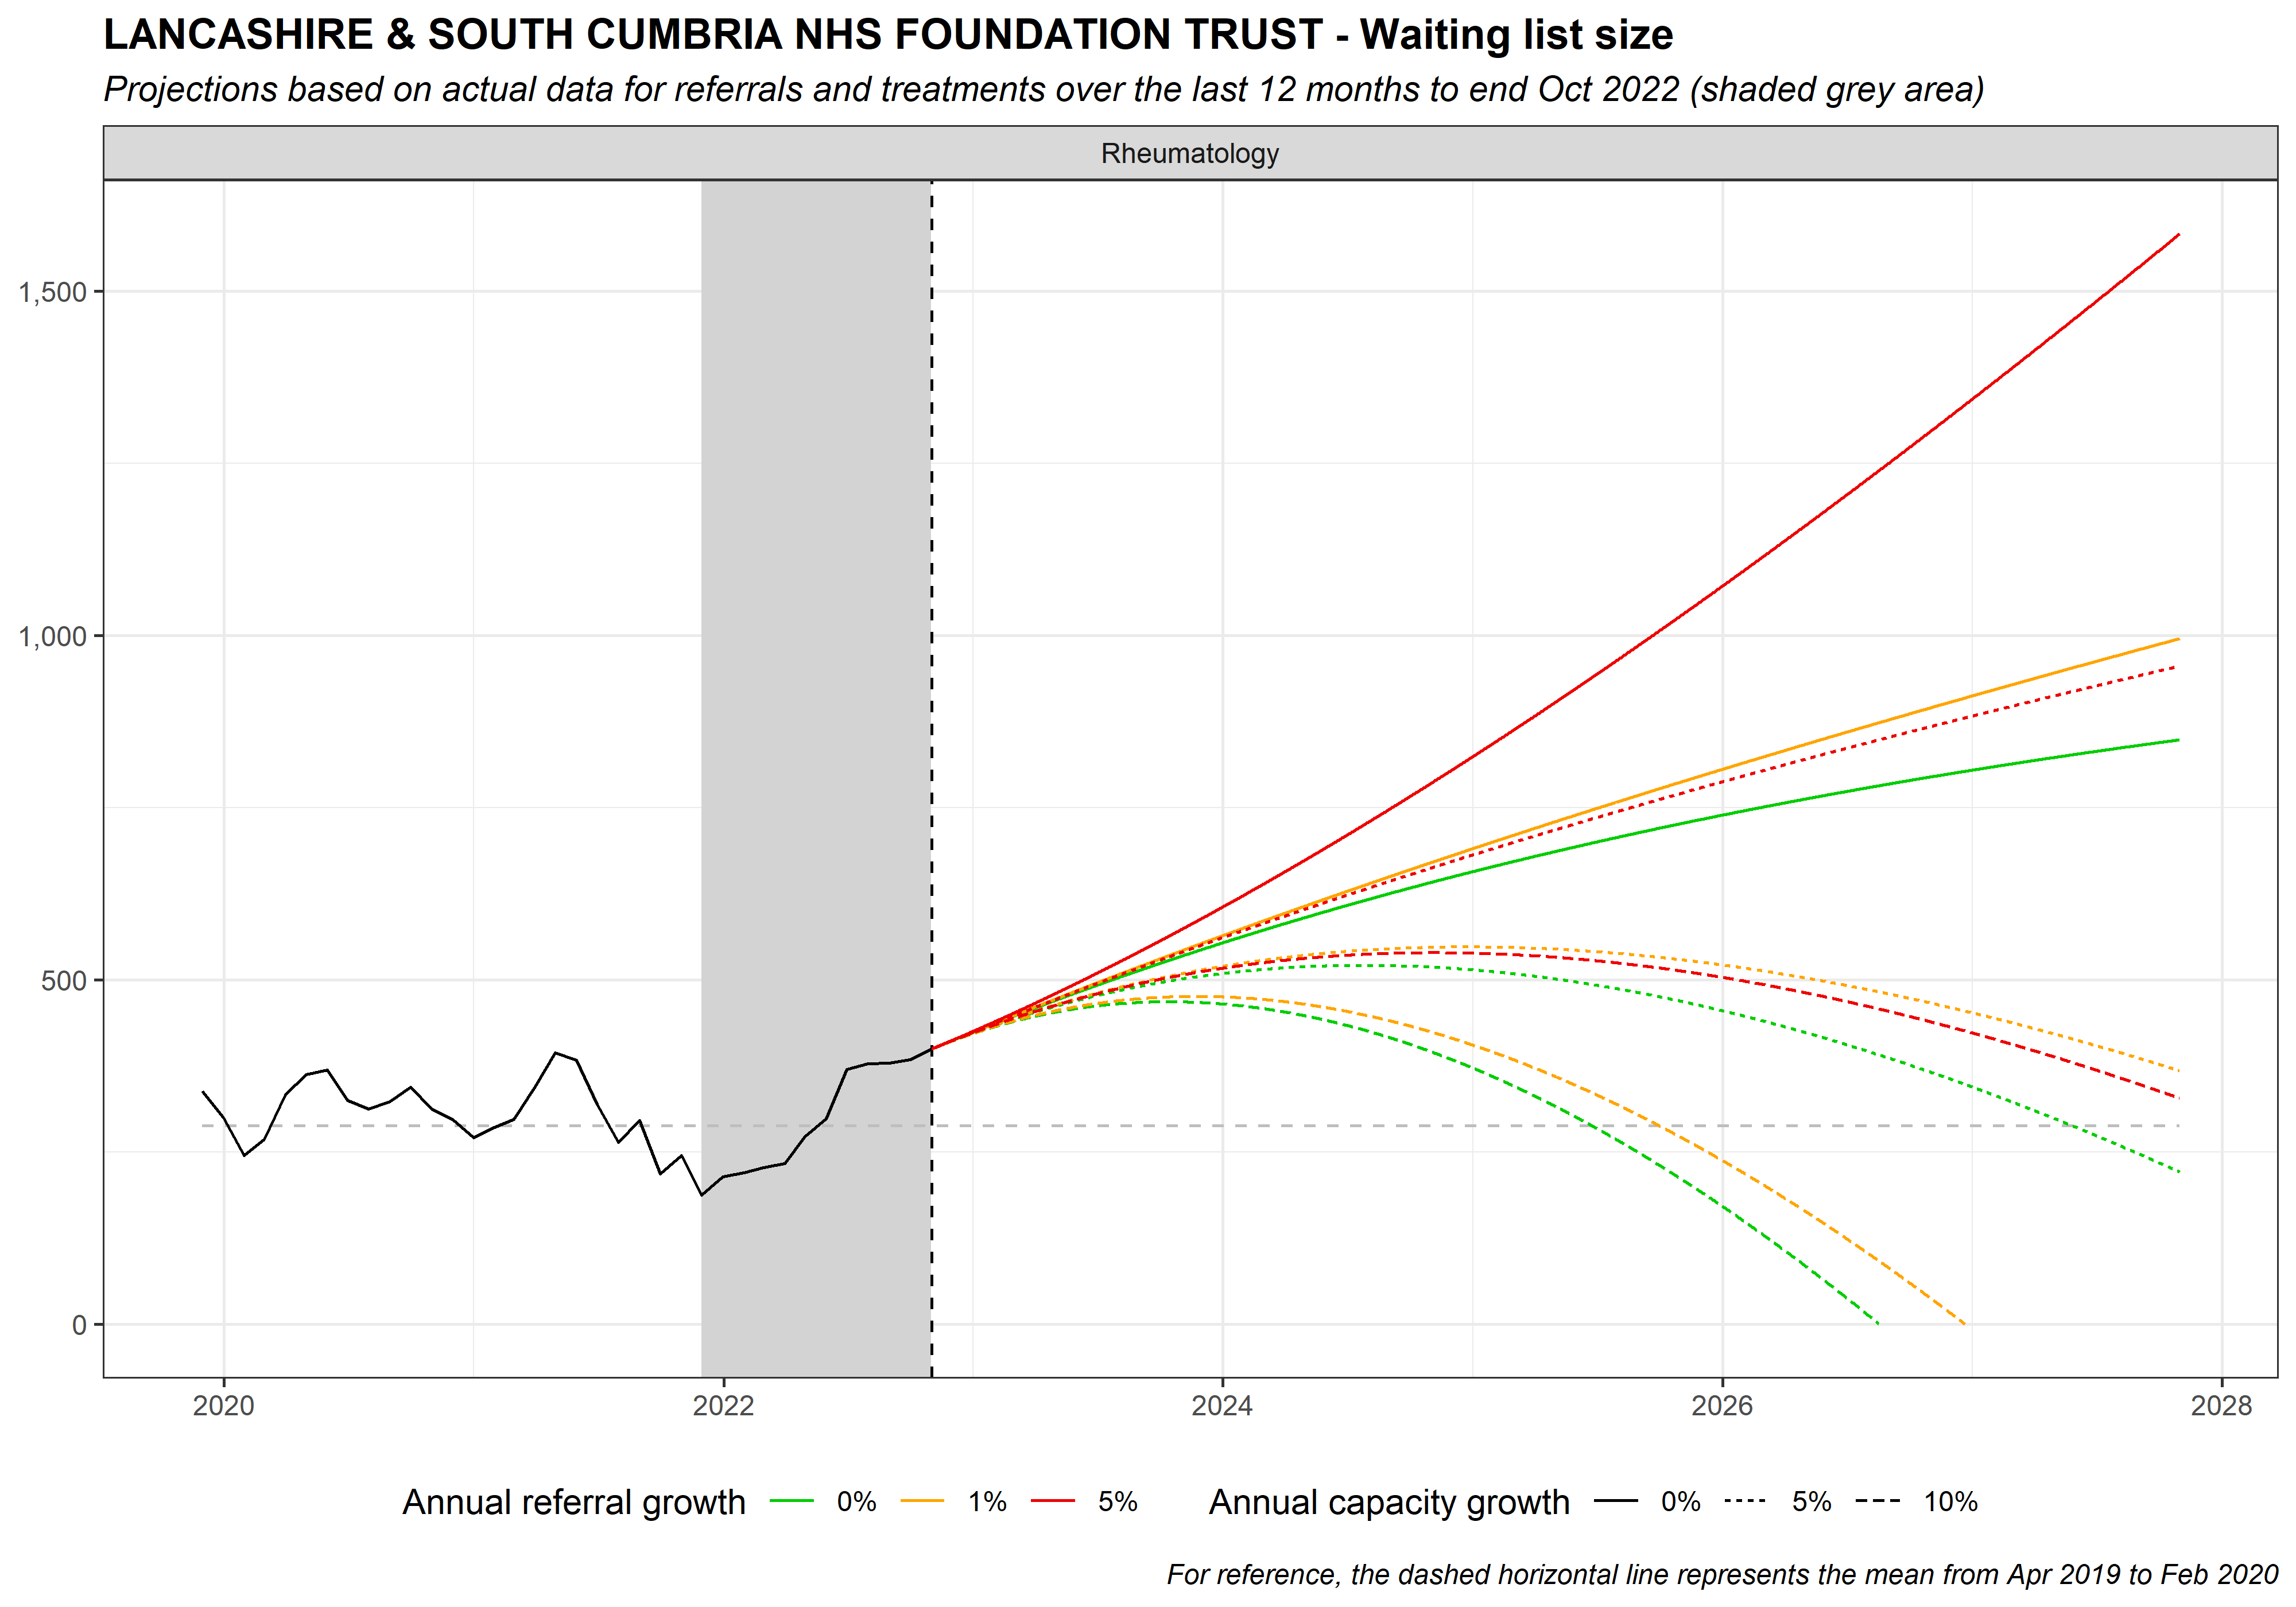 LANCASHIRE & SOUTH CUMBRIA NHS FOUNDATION TRUST - Waiting list size
Projections based on actual data for referrals and treatments over the last 12 months to end Oct 2022 (shaded grey area)
Rheumatology
1,500
1,000
500
0
2020 2022 2024 2026 2028
Annual referral growth 0% 1% 5% Annual capacity growth 0% 5% 10%
For reference, the dashed horizontal line represents the mean from Apr 2019 to Feb 2020